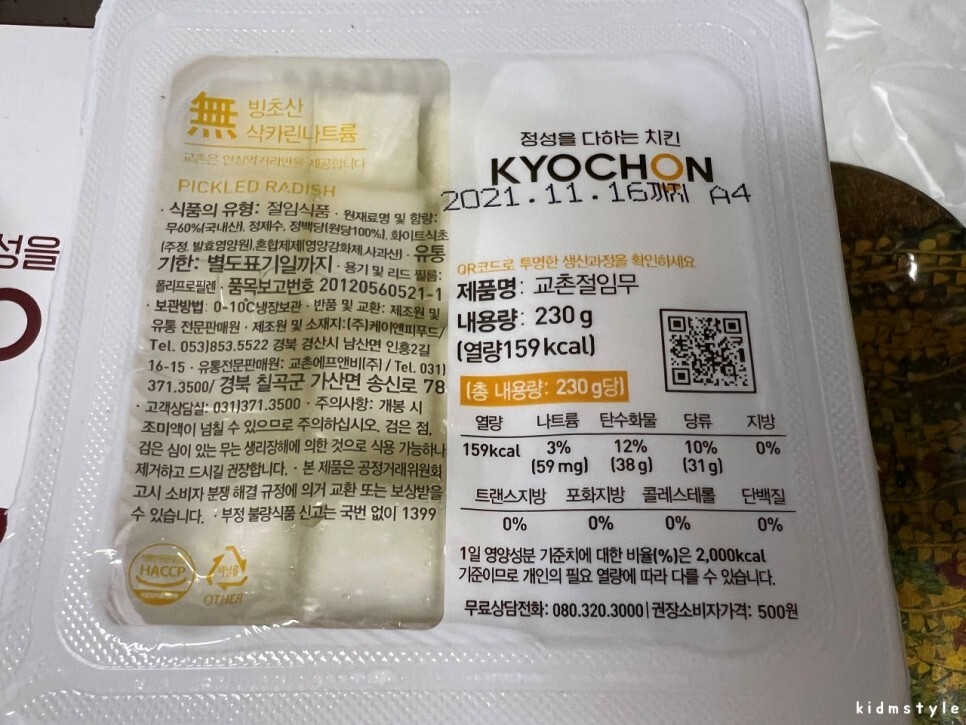 성을
無 빙초산
삭카린나트륨
교촌은 안심먹거리만을 제공합니다
PICKLED RADISH
· 식품의 유형: 절임식품 · 원재료명 및 함량:
무60%(국내산), 정제수, 정백당(원당100%), 화이트식초
(주정, 발효영양원),혼합제제(영양강화제,사과산) · 유통
기한: 별도표기일까지 · 용기 및 리드 필름:
폴리프로필렌 · 품목보고번호 20120560521-1
· 보관방법: 0-10℃냉장보관 · 반품 및 교환: 제조원 및
유통 전문판매원 · 제조원 및 소재지:(주)케이앤피푸드/
Tel. 053)853.5522 경북 경산시 남산면 인흥2길
16-15 · 유통전문판매원: 교촌에프앤비(주) / Tel. 031)
371.3500/ 경북 칠곡군 가산면 송신로 78
· 고객상담실: 031)371.3500 · 주의사항: 개봉 시
조미액이 넘칠 수 있으므로 주의하십시오. 검은 점,
검은 심이 있는 무는 생리장해에 의한 것으로 식용 가능하나
제거하고 드시길 권장합니다. · 본 제품은 공정거래위원회
고시 소비자 분쟁 해결 규정에 의거 교환 또는 보상받을
수 있습니다. · 부정 불량식품 신고는 국번 없이 1399
HACCP
OTHER
정성을 다하는 치킨
KYOCHON
2021.11.16까지 A4
QR코드로 투명한 생산과정을 확인하세요
제품명: 교촌절임무
내용량: 230 g
(열량159 kcal)
(총 내용량: 230 g당)
열량 나트륨 탄수화물 당류 지방
159kcal 3% 12% 10% 0%
(59 mg) (38 g) (31 g)
트랜스지방 포화지방 콜레스테롤 단백질
0% 0% 0% 0%
1일 영양성분 기준치에 대한 비율(%)은 2,000kcal
기준이므로 개인의 필요 열량에 따라 다를 수 있습니다.
무료상담전화: 080.320.3000 | 권장소비자가격: 500원
kidmstyle